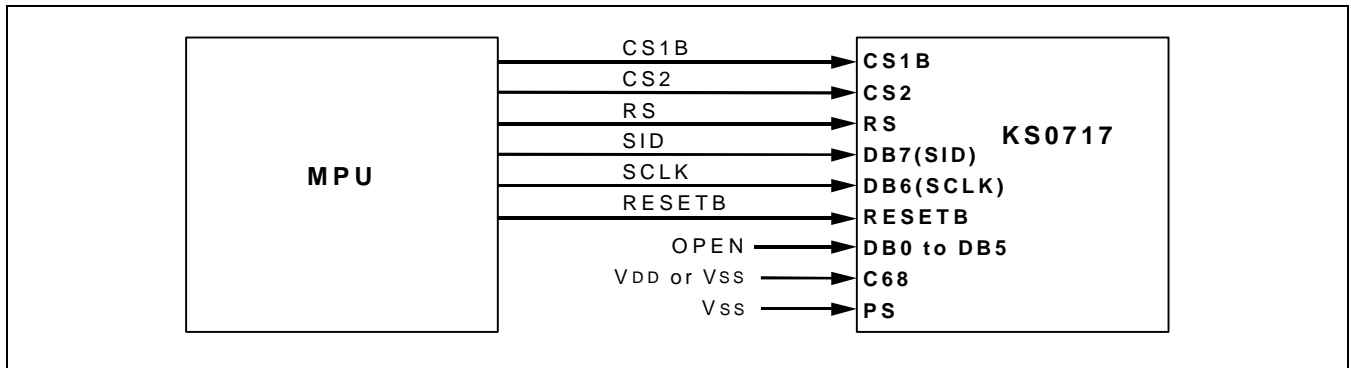 MPU
CS1B
CS2
RS
SID
SCLK
RESETB
OPEN
VDD or VSS
VSS
CS1B
CS2
RS
DB7(SID)
DB6(SCLK)
RESETB
DB0 to DB5
C68
PS
KS0717